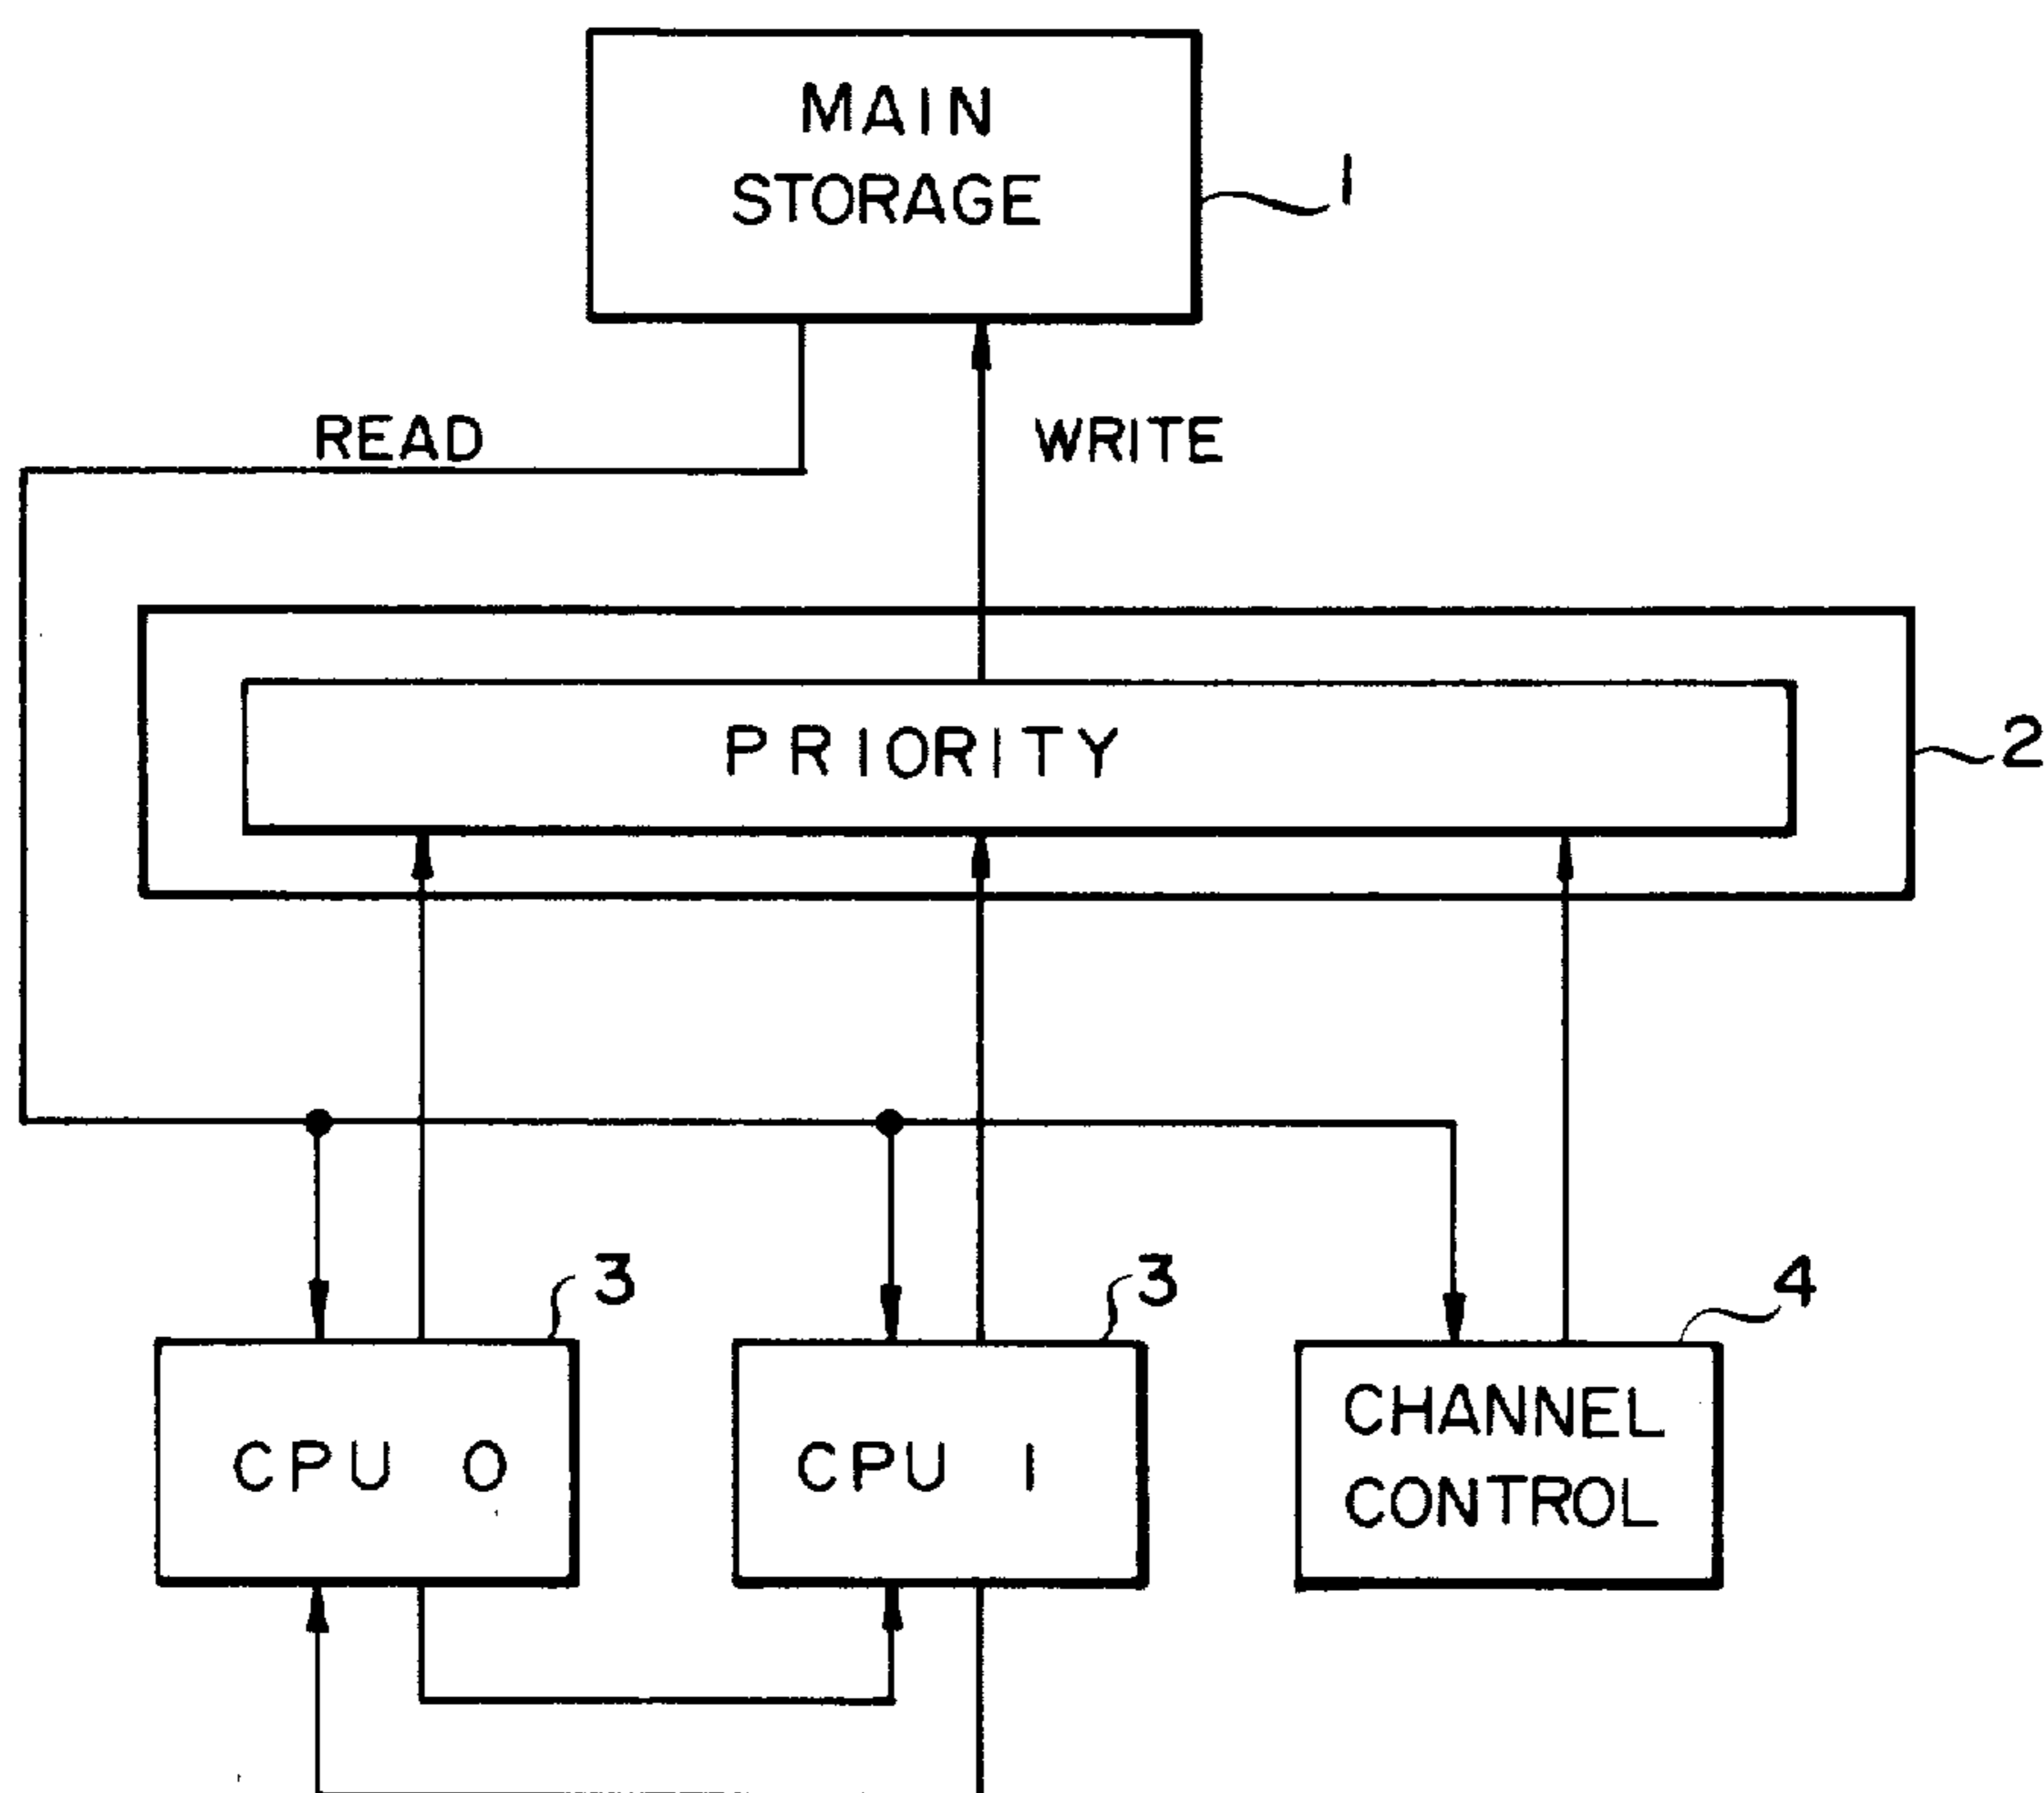 MAIN
STORAGE
1
READ
WRITE
PRIORITY
2
3
3
4
CPU 0
CPU 1
CHANNEL
CONTROL